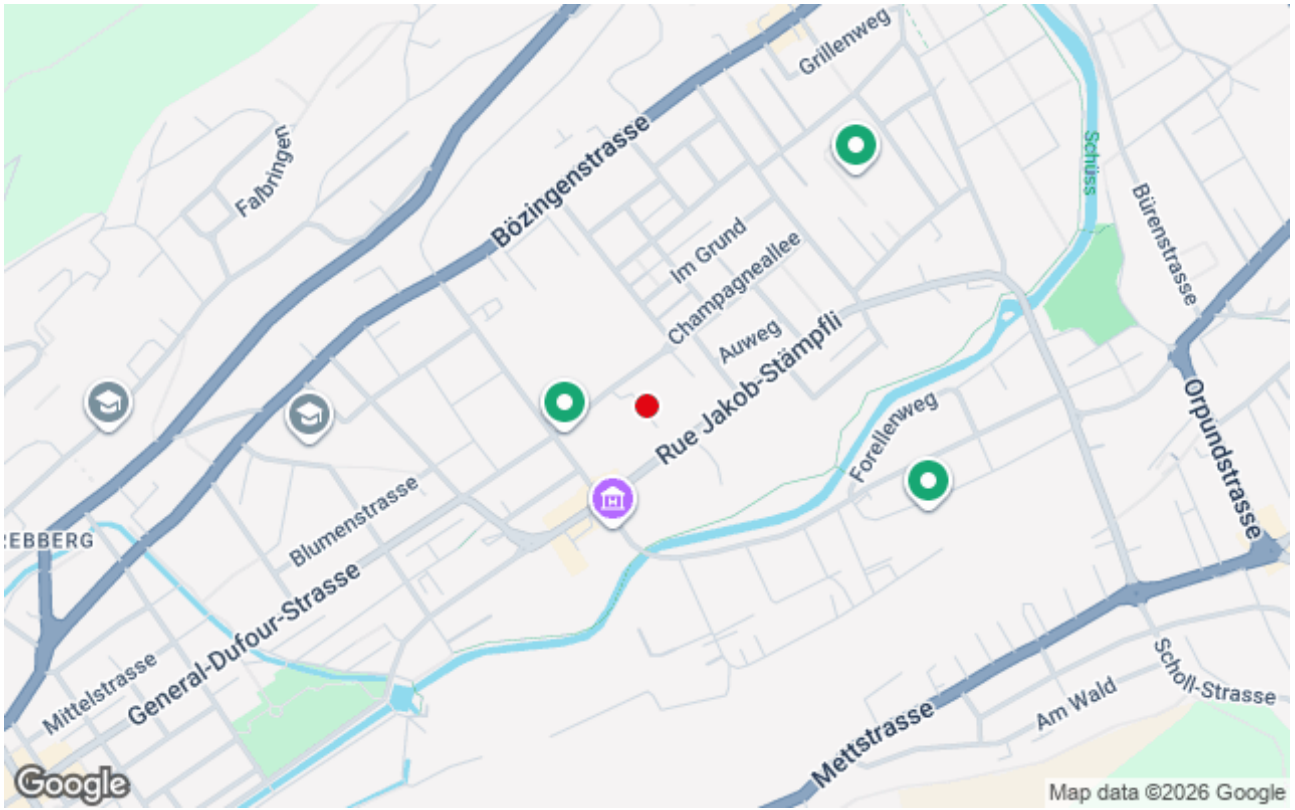 Grillenweg
Falbringen
Bözingenstrasse
Schüss
Bürenstrasse
Im Grund
Champagneallee
Auweg
Rue Jakob-Stämpfli
Orpundstrasse
Forellenweg
Blumenstrasse
REBBERG
General-Dufour-Strasse
Mittelstrasse
Scholl-Strasse
Am Wald
Mettstrasse
Google
Map data ©2026 Google